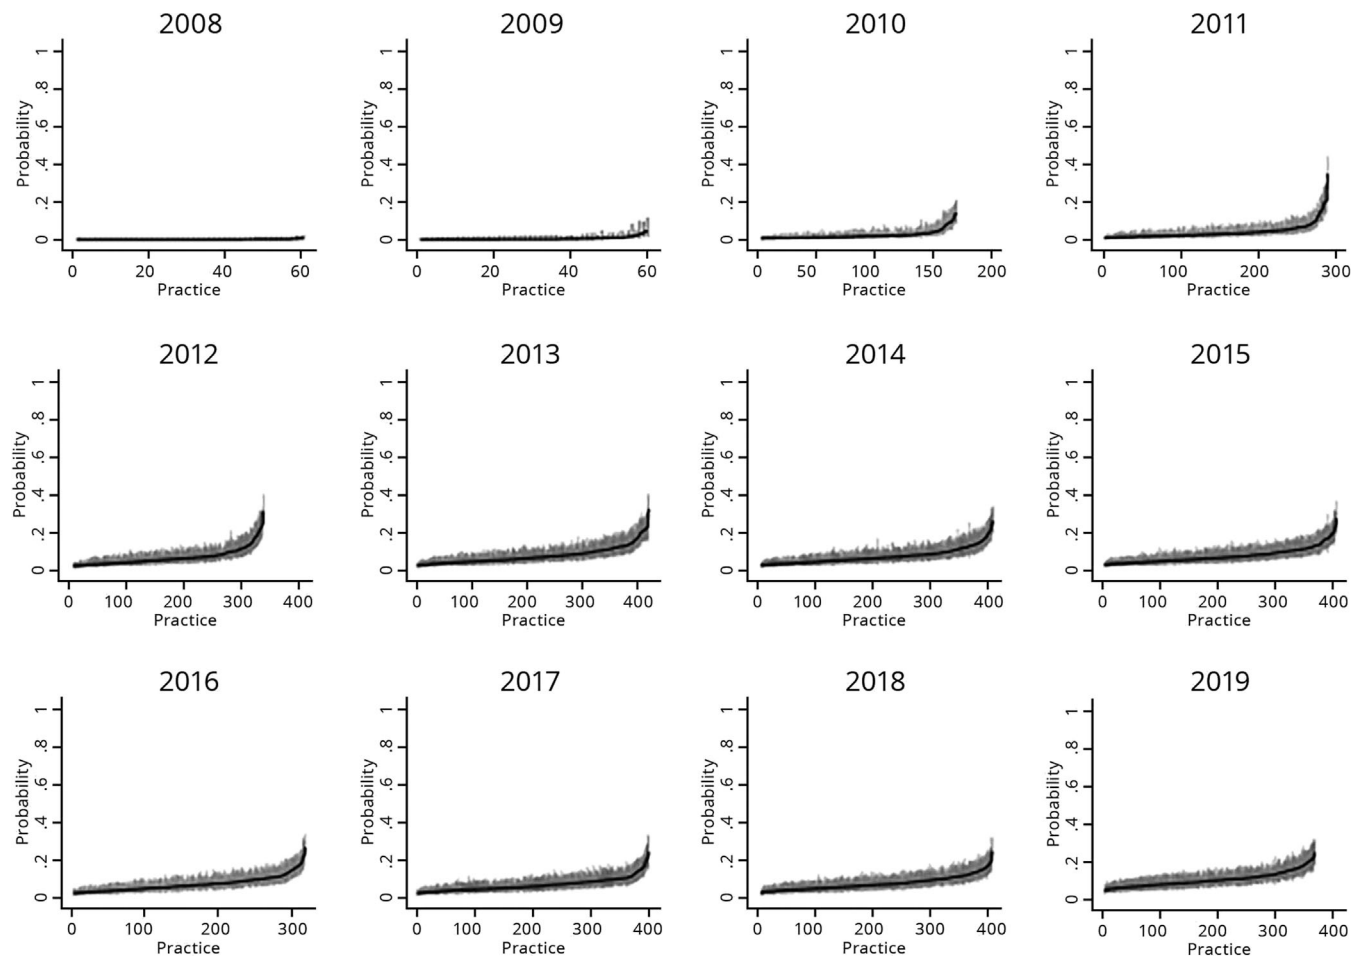 2008
Probability
1
.8
.6
.4
.2
0
0 20 40 60
Practice
2009
Probability
1
.8
.6
.4
.2
0
0 20 40 60
Practice
2010
Probability
1
.8
.6
.4
.2
0
0 50 100 150 200
Practice
2011
Probability
1
.8
.6
.4
.2
0
0 100 200 300
Practice
2012
Probability
1
.8
.6
.4
.2
0
0 100 200 300 400
Practice
2013
Probability
1
.8
.6
.4
.2
0
0 100 200 300 400
Practice
2014
Probability
1
.8
.6
.4
.2
0
0 100 200 300 400
Practice
2015
Probability
1
.8
.6
.4
.2
0
0 100 200 300 400
Practice
2016
Probability
1
.8
.6
.4
.2
0
0 100 200 300
Practice
2017
Probability
1
.8
.6
.4
.2
0
0 100 200 300 400
Practice
2018
Probability
1
.8
.6
.4
.2
0
0 100 200 300 400
Practice
2019
Probability
1
.8
.6
.4
.2
0
0 100 200 300 400
Practice